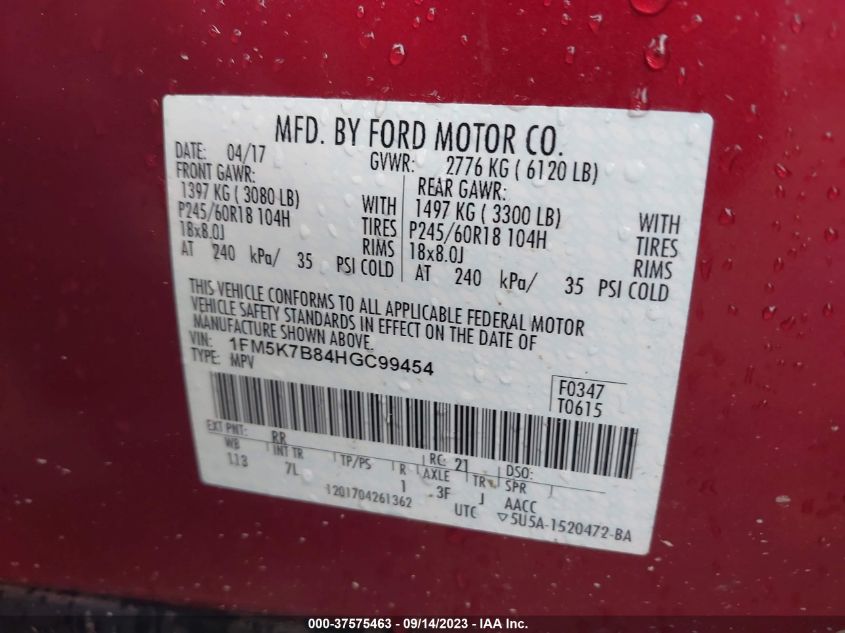 MFD. BY FORD MOTOR CO.
DATE: 04/17 GVWR: 2776 KG ( 6120 LB)
FRONT GAWR: REAR GAWR:
1397 KG ( 3080 LB) WITH 1497 KG ( 3300 LB) WITH
P245/60R18 104H TIRES P245/60R18 104H TIRES
18x8.0J RIMS 18x8.0J RIMS
AT 240 kPa/ 35 PSI COLD AT 240 kPa/ 35 PSI COLD
THIS VEHICLE CONFORMS TO ALL APPLICABLE FEDERAL MOTOR
VEHICLE SAFETY STANDARDS IN EFFECT ON THE DATE OF
MANUFACTURE SHOWN ABOVE.
VIN: 1FM5K7B84HGC99454
TYPE: MPV
F0347
T0615
EXT PNT: RR RC: 21 DSO:
WB INT TR TP/PS R AXLE TR SPR
113 7L 1 3F J AACC
1201704261362 UTC ▽5U5A-1520472-BA
000-37575463 - 09/14/2023 - IAA Inc.